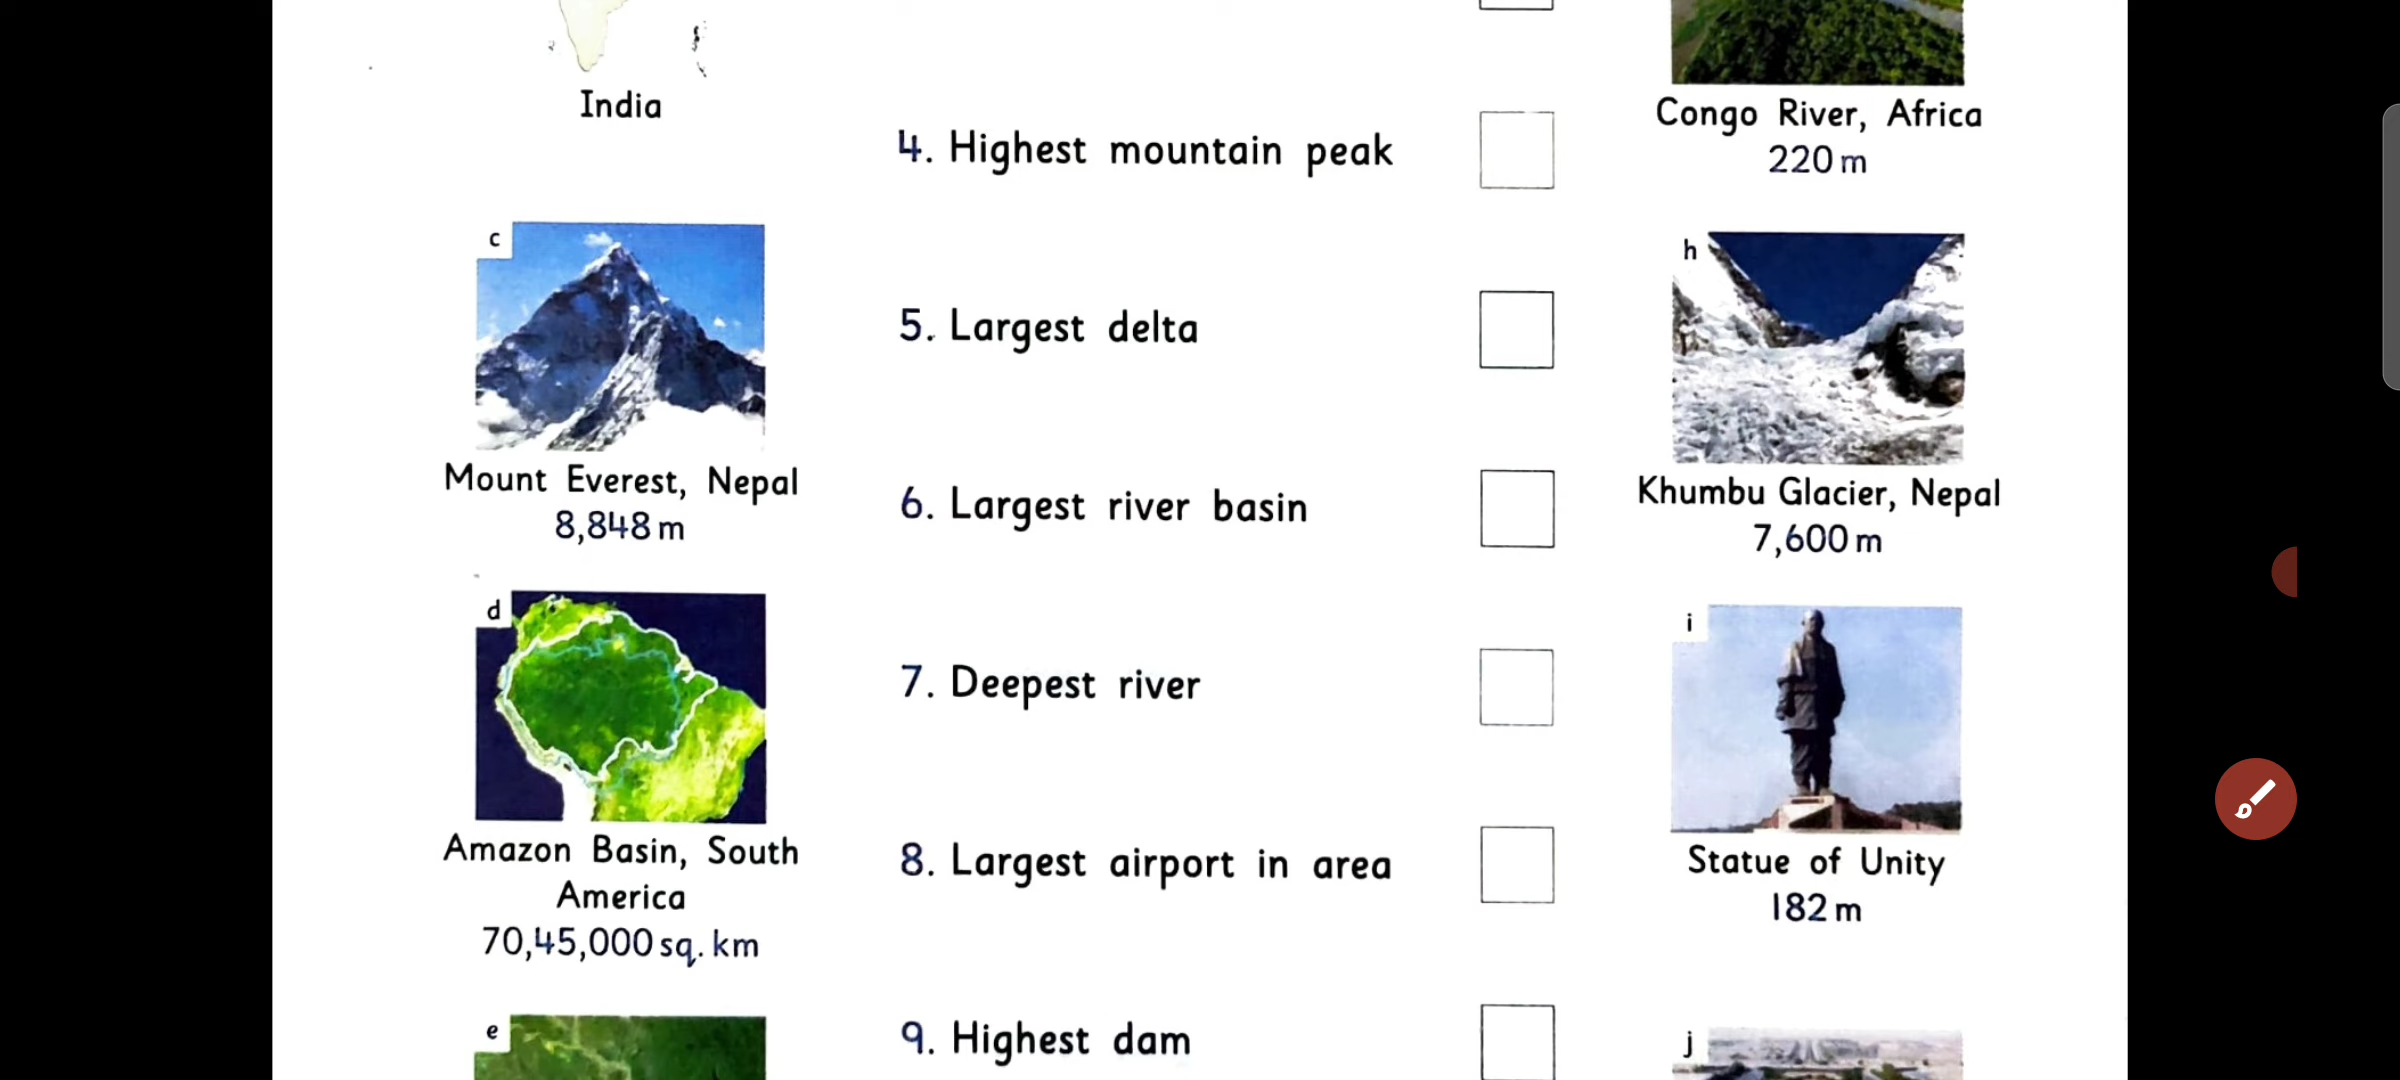 India
c
Mount Everest, Nepal
8,848 m
d
Amazon Basin, South
America
70,45,000 sq. km
e
4. Highest mountain peak
5. Largest delta
6. Largest river basin
7. Deepest river
8. Largest airport in area
9. Highest dam
Congo River, Africa
220 m
h
Khumbu Glacier, Nepal
7,600 m
i
Statue of Unity
182 m
j